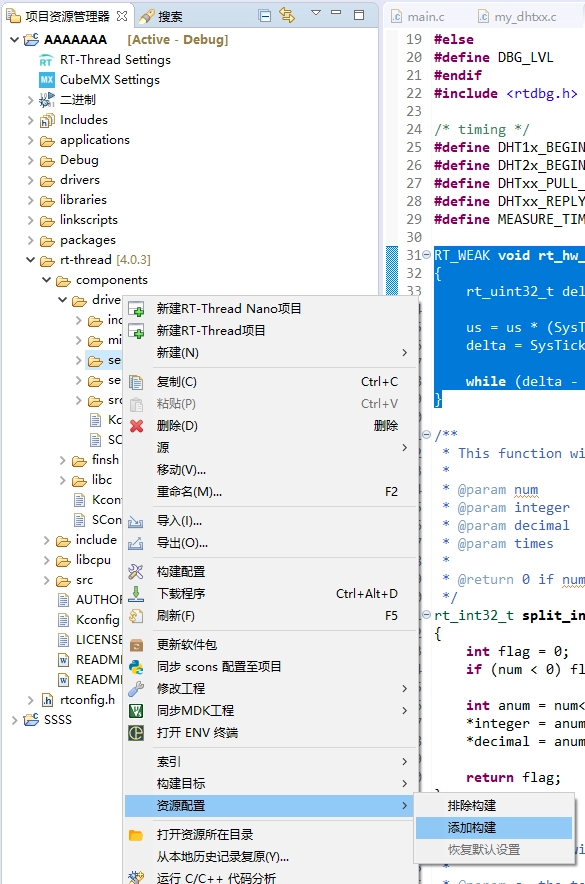 项目资源管理器
搜索
AAAAAAA [Active - Debug]
RT-Thread Settings
CubeMX Settings
二进制
Includes
applications
Debug
drivers
libraries
linkscripts
packages
rt-thread [4.0.3]
components
drive
inc
mi
se
se
src
Kc
SC
finsh
libc
Kcon
SCon
include
libcpu
src
AUTHOR
Kconfig
LICENSE
READM
READM
rtconfig.h
SSSS
新建RT-Thread Nano项目
新建RT-Thread项目
新建(N)
复制(C) Ctrl+C
粘贴(P) Ctrl+V
删除(D) 删除
源
移动(V)...
重命名(M)... F2
导入(I)...
导出(O)...
构建配置
下载程序 Ctrl+Alt+D
刷新(F) F5
更新软件包
同步 scons 配置至项目
修改工程
同步MDK工程
打开 ENV 终端
索引
构建目标
资源配置
打开资源所在目录
从本地历史记录复原(Y)...
运行 C/C++ 代码分析
排除构建
添加构建
恢复默认设置
main.c
my_dhtxx.c
19 #else
20 #define DBG_LVL
21 #endif
22 #include <rtdbg.h>
23
24 /* timing */
25 #define DHT1x_BEGIN
26 #define DHT2x_BEGIN
27 #define DHTxx_PULL_
28 #define DHTxx_REPLY
29 #define MEASURE_TIM
30
31 RT_WEAK void rt_hw_
32 {
33 rt_uint32_t del
us = us * (SysT
delta = SysTick
while (delta -
}
/**
* This function wi
*
* @param num
* @param integer
* @param decimal
* @param times
*
* @return 0 if num
*/
rt_int32_t split_in
{
int flag = 0;
if (num < 0) fl
int anum = num<
*integer = anum
*decimal = anum
return flag;